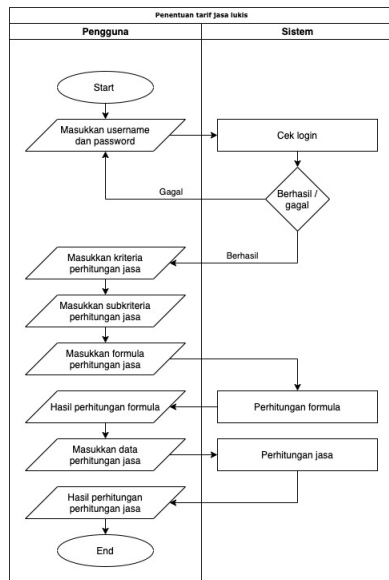 Penentuan tarif jasa lukis
Pengguna
Sistem
Start
Masukkan username
dan password
Cek login
Gagal
Berhasil /
gagal
Berhasil
Masukkan kriteria
perhitungan jasa
Masukkan subkriteria
perhitungan jasa
Masukkan formula
perhitungan jasa
Hasil perhitungan formula
Perhitungan formula
Masukkan data
perhitungan jasa
Perhitungan jasa
Hasil perhitungan
perhitungan jasa
End